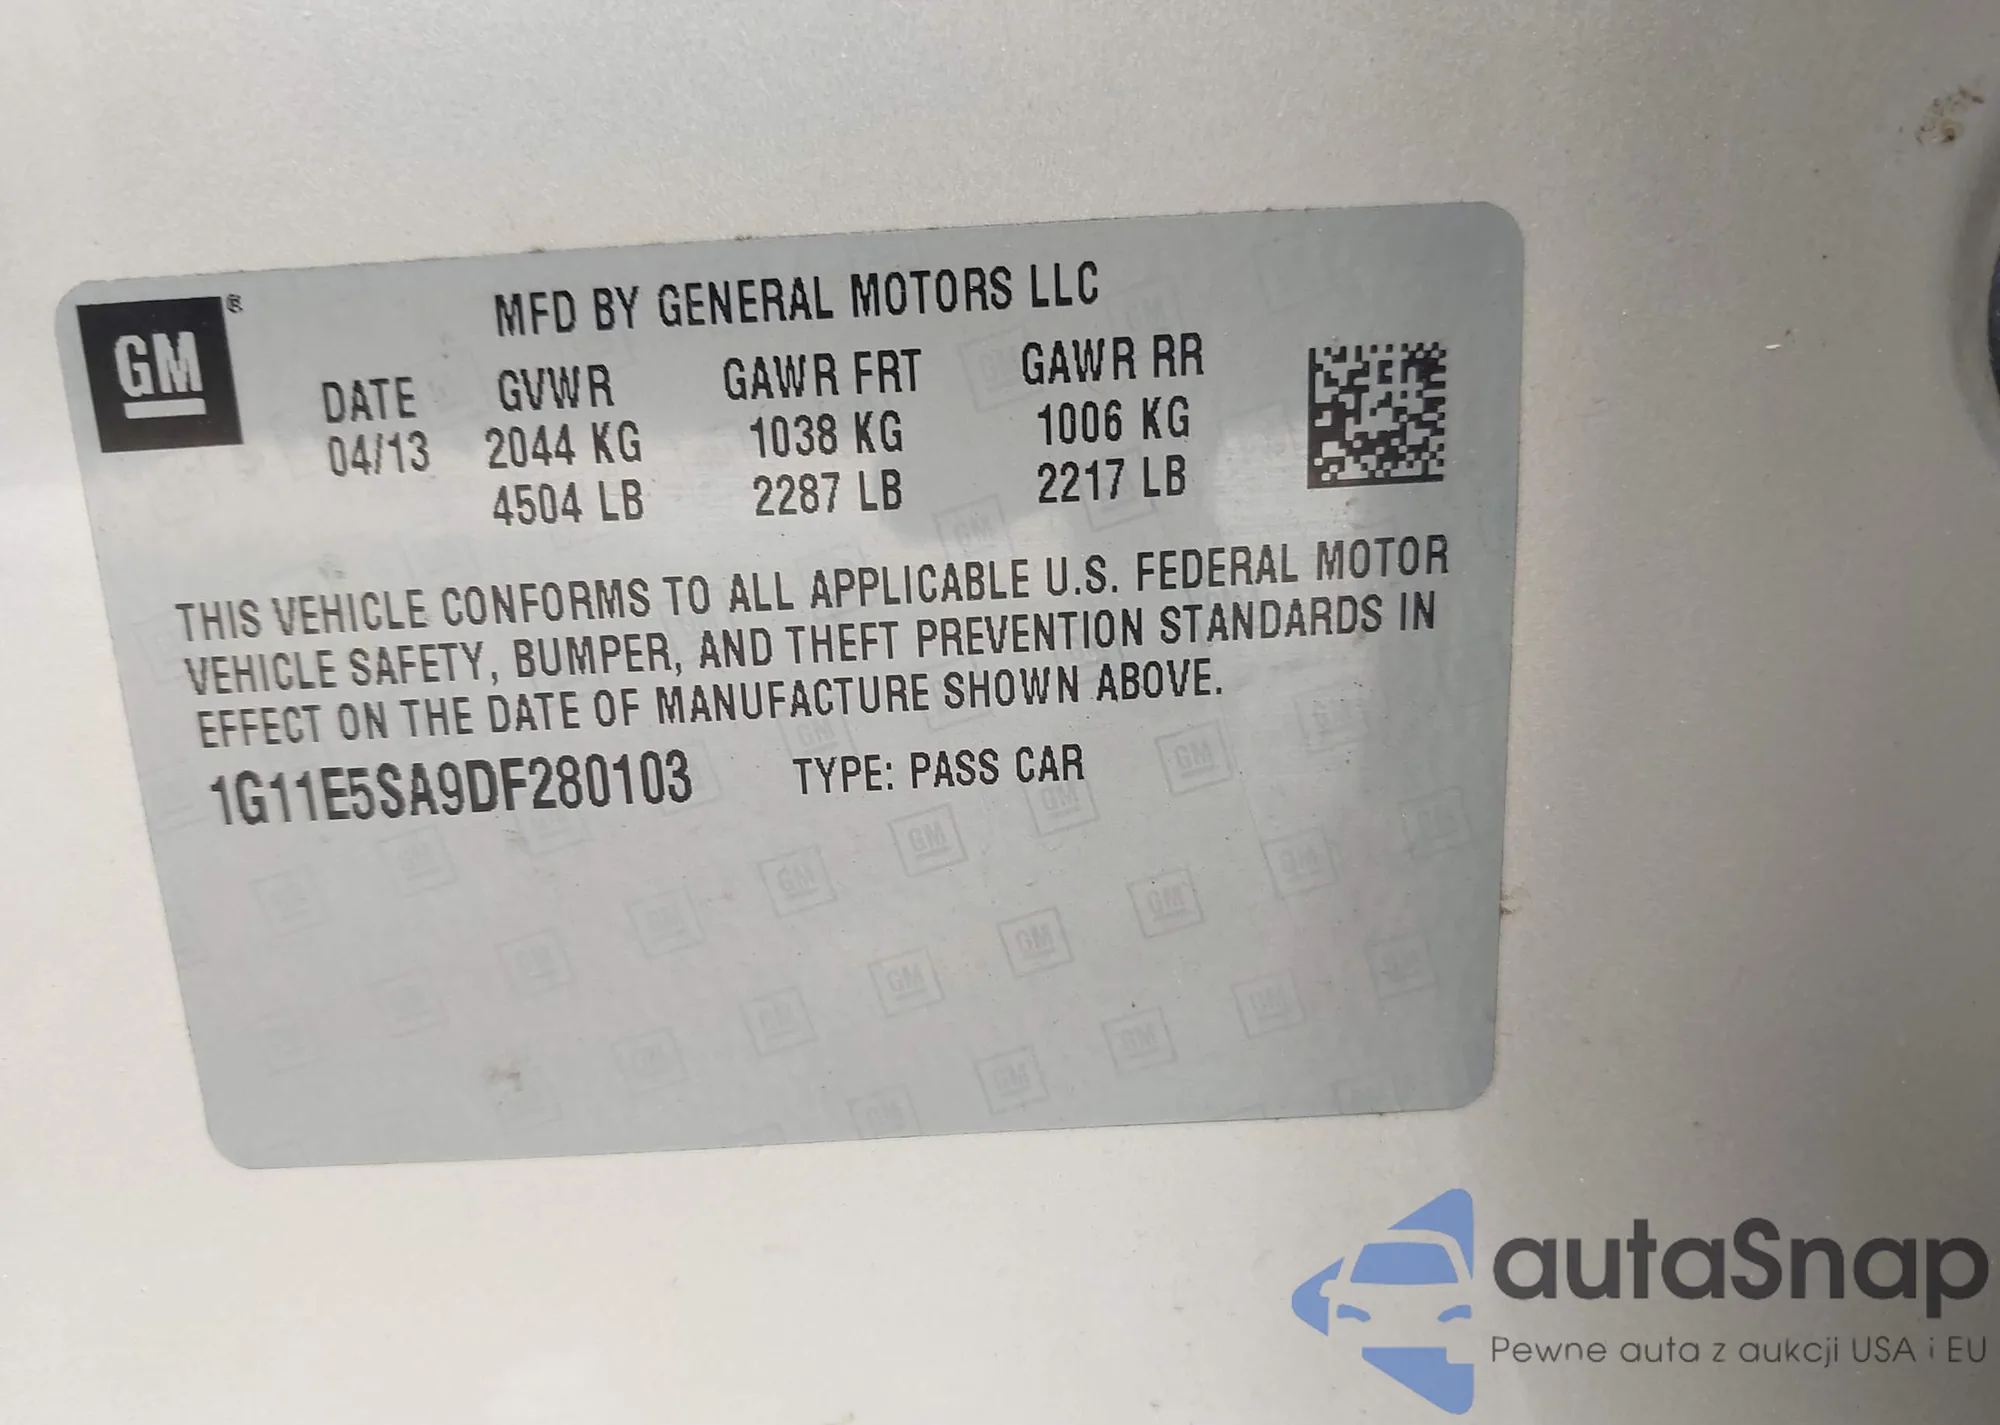 GM ®
MFD BY GENERAL MOTORS LLC
DATE GVWR GAWR FRT GAWR RR
04/13 2044 KG 1038 KG 1006 KG
4504 LB 2287 LB 2217 LB
THIS VEHICLE CONFORMS TO ALL APPLICABLE U.S. FEDERAL MOTOR
VEHICLE SAFETY, BUMPER, AND THEFT PREVENTION STANDARDS IN
EFFECT ON THE DATE OF MANUFACTURE SHOWN ABOVE.
1G11E5SA9DF280103 TYPE: PASS CAR
autaSnap
Pewne auta z aukcji USA i EU